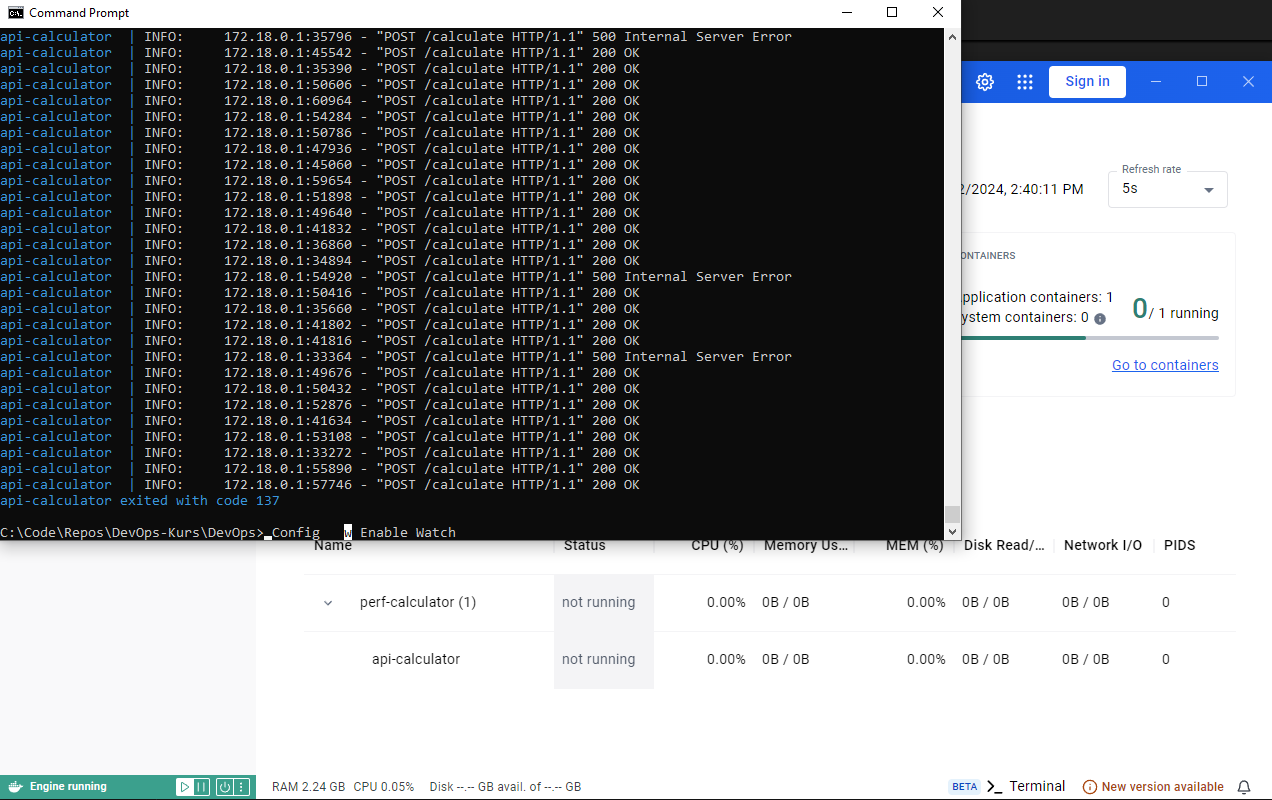 Command Prompt
api-calculator | INFO: 172.18.0.1:35796 - "POST /calculate HTTP/1.1" 500 Internal Server Error
api-calculator | INFO: 172.18.0.1:45542 - "POST /calculate HTTP/1.1" 200 OK
api-calculator | INFO: 172.18.0.1:35390 - "POST /calculate HTTP/1.1" 200 OK
api-calculator | INFO: 172.18.0.1:50606 - "POST /calculate HTTP/1.1" 200 OK
api-calculator | INFO: 172.18.0.1:60964 - "POST /calculate HTTP/1.1" 200 OK
api-calculator | INFO: 172.18.0.1:54284 - "POST /calculate HTTP/1.1" 200 OK
api-calculator | INFO: 172.18.0.1:50786 - "POST /calculate HTTP/1.1" 200 OK
api-calculator | INFO: 172.18.0.1:47936 - "POST /calculate HTTP/1.1" 200 OK
api-calculator | INFO: 172.18.0.1:45060 - "POST /calculate HTTP/1.1" 200 OK
api-calculator | INFO: 172.18.0.1:59654 - "POST /calculate HTTP/1.1" 200 OK
api-calculator | INFO: 172.18.0.1:51898 - "POST /calculate HTTP/1.1" 200 OK
api-calculator | INFO: 172.18.0.1:49640 - "POST /calculate HTTP/1.1" 200 OK
api-calculator | INFO: 172.18.0.1:41832 - "POST /calculate HTTP/1.1" 200 OK
api-calculator | INFO: 172.18.0.1:36860 - "POST /calculate HTTP/1.1" 200 OK
api-calculator | INFO: 172.18.0.1:34894 - "POST /calculate HTTP/1.1" 200 OK
api-calculator | INFO: 172.18.0.1:54920 - "POST /calculate HTTP/1.1" 500 Internal Server Error
api-calculator | INFO: 172.18.0.1:50416 - "POST /calculate HTTP/1.1" 200 OK
api-calculator | INFO: 172.18.0.1:35660 - "POST /calculate HTTP/1.1" 200 OK
api-calculator | INFO: 172.18.0.1:41802 - "POST /calculate HTTP/1.1" 200 OK
api-calculator | INFO: 172.18.0.1:41816 - "POST /calculate HTTP/1.1" 200 OK
api-calculator | INFO: 172.18.0.1:33364 - "POST /calculate HTTP/1.1" 500 Internal Server Error
api-calculator | INFO: 172.18.0.1:49676 - "POST /calculate HTTP/1.1" 200 OK
api-calculator | INFO: 172.18.0.1:50432 - "POST /calculate HTTP/1.1" 200 OK
api-calculator | INFO: 172.18.0.1:52876 - "POST /calculate HTTP/1.1" 200 OK
api-calculator | INFO: 172.18.0.1:41634 - "POST /calculate HTTP/1.1" 200 OK
api-calculator | INFO: 172.18.0.1:53108 - "POST /calculate HTTP/1.1" 200 OK
api-calculator | INFO: 172.18.0.1:33272 - "POST /calculate HTTP/1.1" 200 OK
api-calculator | INFO: 172.18.0.1:55890 - "POST /calculate HTTP/1.1" 200 OK
api-calculator | INFO: 172.18.0.1:57746 - "POST /calculate HTTP/1.1" 200 OK
api-calculator exited with code 137
C:\Code\Repos\DevOps-Kurs\DevOps>_Config w Enable Watch
Sign in
2/2024, 2:40:11 PM
Refresh rate
5s
ONTAINERS
pplication containers: 1
ystem containers: 0
0 / 1 running
Go to containers
Name Status CPU (%) Memory Us... MEM (%) Disk Read/... Network I/O PIDS
perf-calculator (1) not running 0.00% 0B / 0B 0.00% 0B / 0B 0B / 0B 0
api-calculator not running 0.00% 0B / 0B 0.00% 0B / 0B 0B / 0B 0
Engine running RAM 2.24 GB CPU 0.05% Disk --.-- GB avail. of --.-- GB BETA >_ Terminal New version available